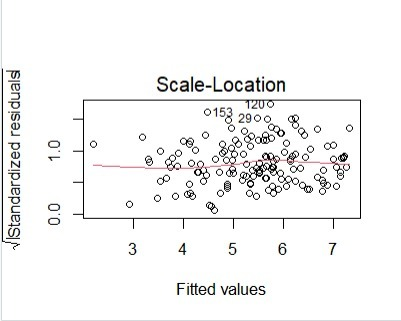 Scale-Location
√|Standardized residuals|
1.0
0.0
120
153
29
3 4 5 6 7
Fitted values